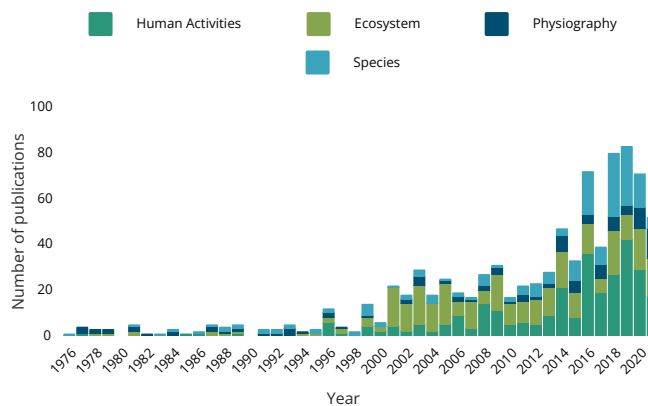 Human Activities
Ecosystem
Physiography
Species
Number of publications
100
80
60
40
20
0
1976 1978 1980 1982 1984 1986 1988 1990 1992 1994 1996 1998 2000 2002 2004 2006 2008 2010 2012 2014 2016 2018 2020
Year